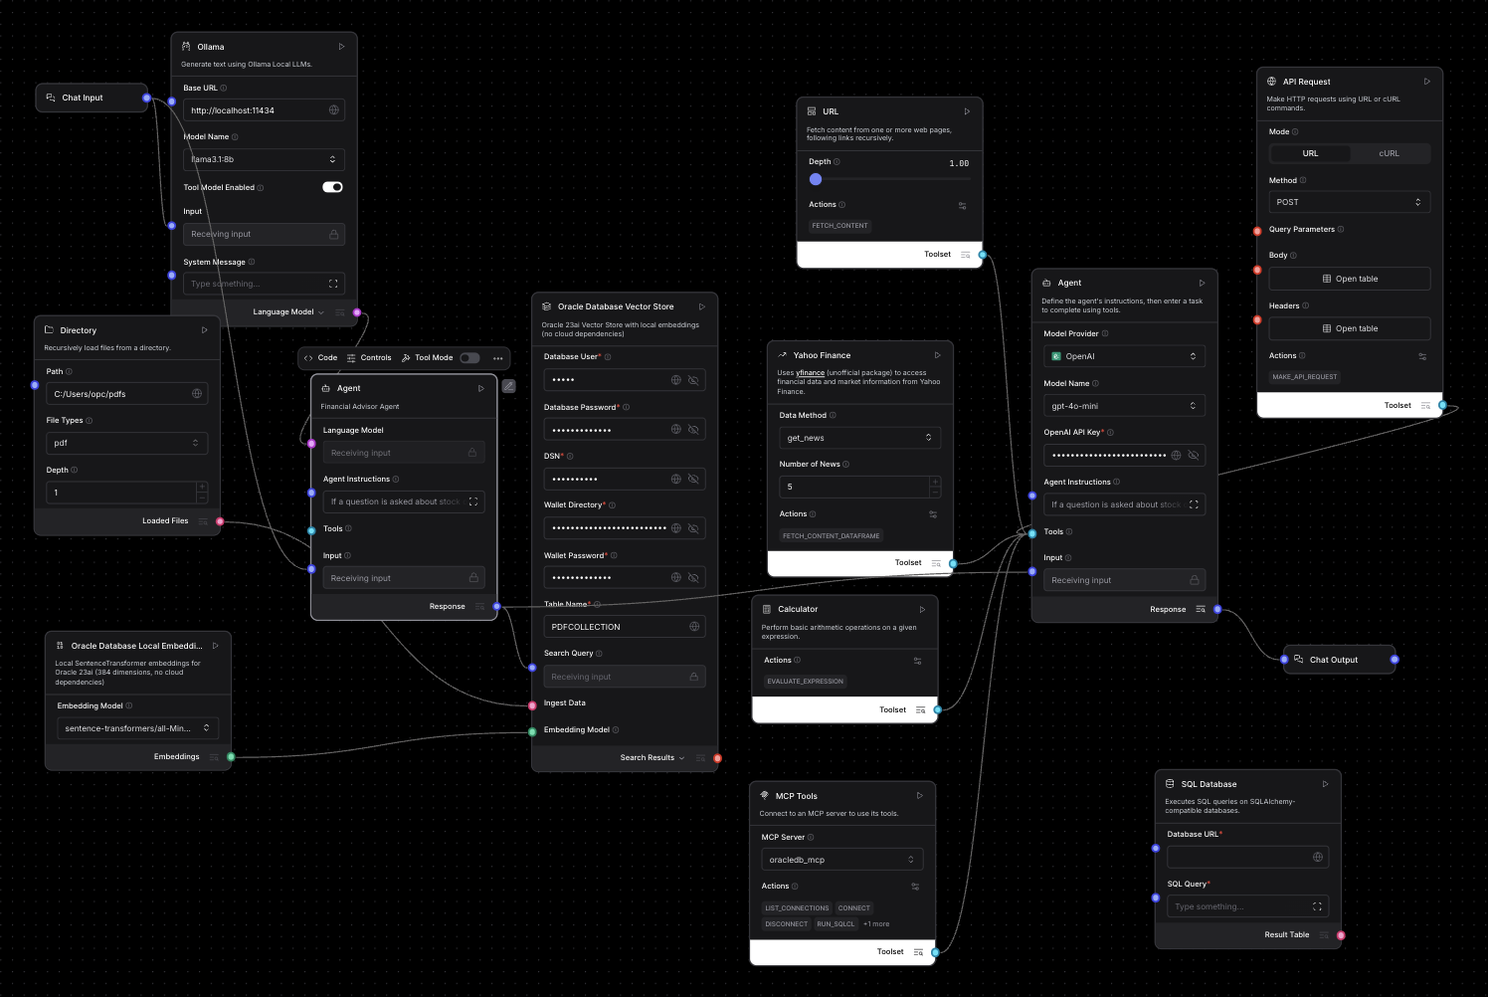 Chat Input
Ollama
Generate text using Ollama Local LLMs.
Base URL
http://localhost:11434
Model Name
llama3.1:8b
Tool Model Enabled
Input
Receiving input
System Message
Type something...
Language Model
Directory
Recursively load files from a directory.
Path
C:/Users/opc/pdfs
File Types
pdf
Depth
1
Loaded Files
Oracle Database Local Embeddi...
Local SentenceTransformer embeddings for
Oracle 23ai (384 dimensions, no cloud
dependencies)
Embedding Model
sentence-transformers/all-Min...
Embeddings
Code
Controls
Tool Mode
Agent
Financial Advisor Agent
Language Model
Receiving input
Agent Instructions
If a question is asked about stock
Tools
Input
Receiving input
Response
Oracle Database Vector Store
Oracle 23ai Vector Store with local embeddings
(no cloud dependencies)
Database User*
•••••
Database Password*
•••••••••••••
DSN*
••••••••••
Wallet Directory*
•••••••••••••••••••••••••
Wallet Password*
•••••••••••••
Table Name*
PDFCOLLECTION
Search Query
Receiving input
Ingest Data
Embedding Model
Search Results
URL
Fetch content from one or more web pages,
following links recursively.
Depth
1.00
Actions
FETCH_CONTENT
Toolset
Yahoo Finance
Uses yfinance (unofficial package) to access
financial data and market information from Yahoo
Finance.
Data Method
get_news
Number of News
5
Actions
FETCH_CONTENT_DATAFRAME
Toolset
Calculator
Perform basic arithmetic operations on a given
expression.
Actions
EVALUATE_EXPRESSION
Toolset
MCP Tools
Connect to an MCP server to use its tools.
MCP Server
oracledb_mcp
Actions
LIST_CONNECTIONS CONNECT
DISCONNECT RUN_SQLCL +1 more
Toolset
Agent
Define the agent's instructions, then enter a task
to complete using tools.
Model Provider
OpenAI
Model Name
gpt-4o-mini
OpenAI API Key*
•••••••••••••••••••••••••
Agent Instructions
If a question is asked about stock
Tools
Input
Receiving input
Response
API Request
Make HTTP requests using URL or cURL
commands.
Mode
URL cURL
Method
POST
Query Parameters
Body
Open table
Headers
Open table
Actions
MAKE_API_REQUEST
Toolset
Chat Output
SQL Database
Executes SQL queries on SQLAlchemy-
compatible databases.
Database URL*
SQL Query*
Type something...
Result Table